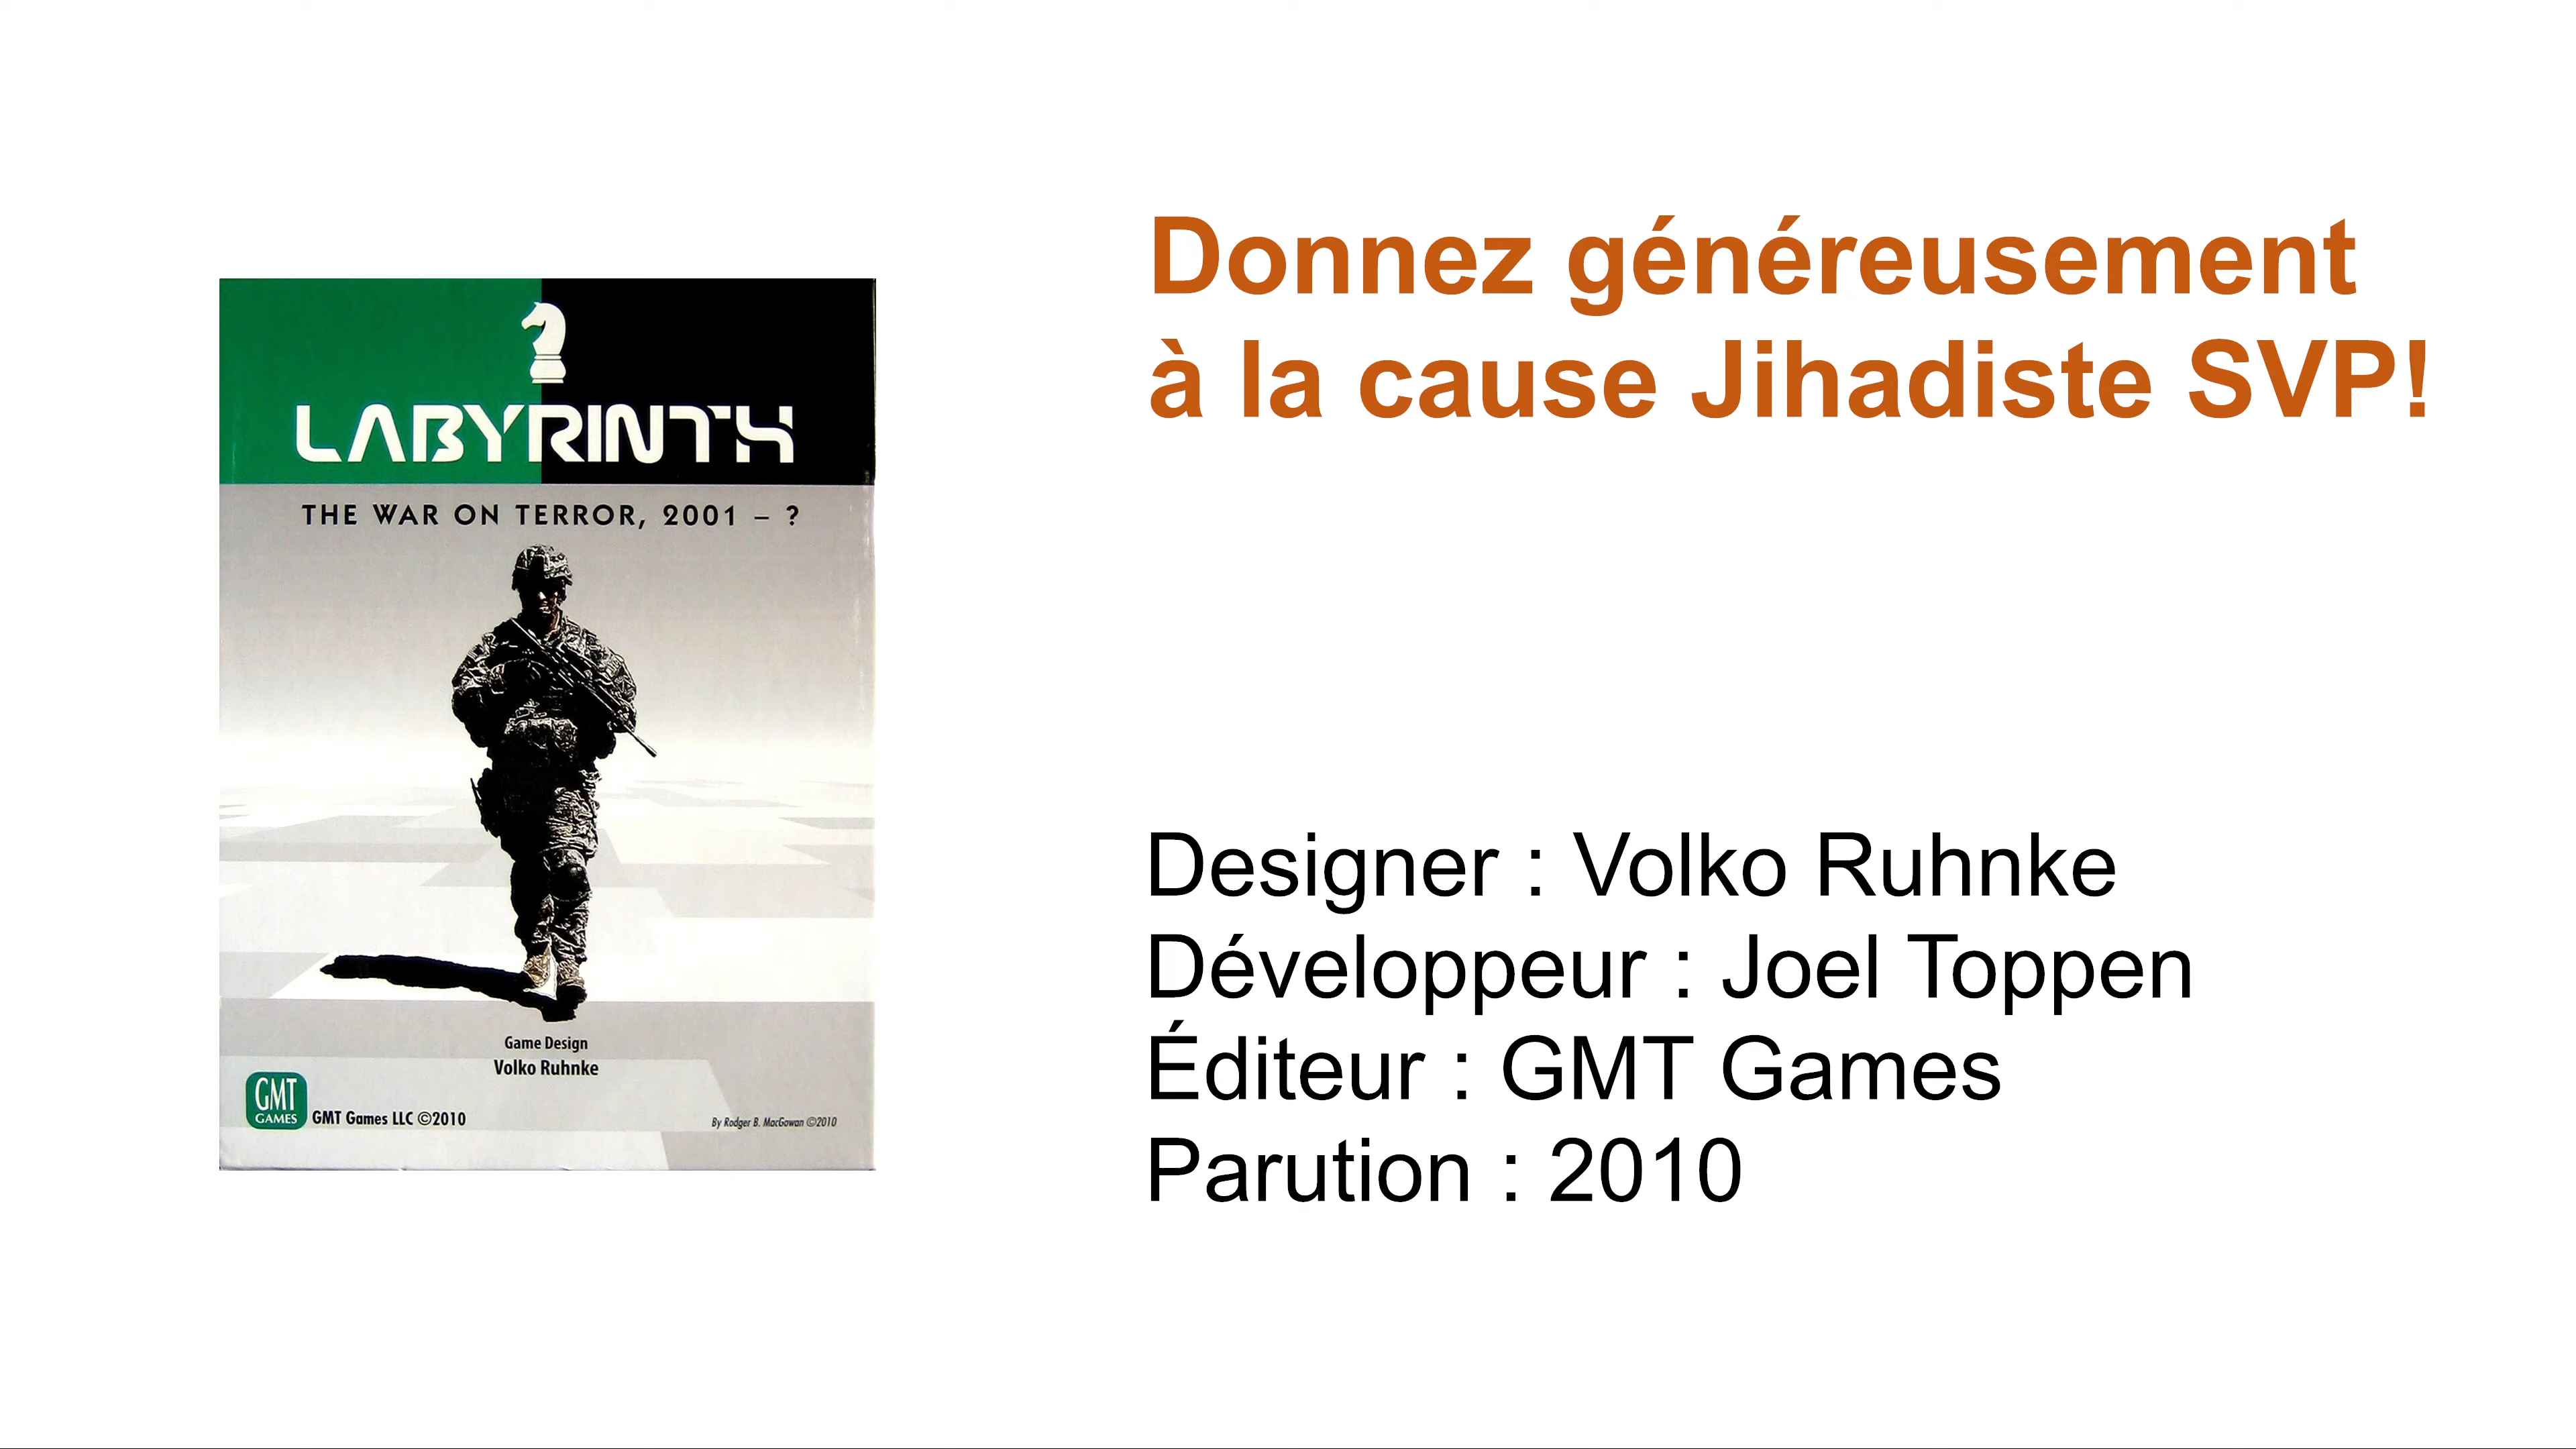 LABYRINTH
THE WAR ON TERROR, 2001 – ?
Game Design
Volko Ruhnke
GMT
GAMES
GMT Games LLC ©2010
By Rodger B. MacGowan ©2010
Donnez généreusement
à la cause Jihadiste SVP!
Designer : Volko Ruhnke
Développeur : Joel Toppen
Éditeur : GMT Games
Parution : 2010